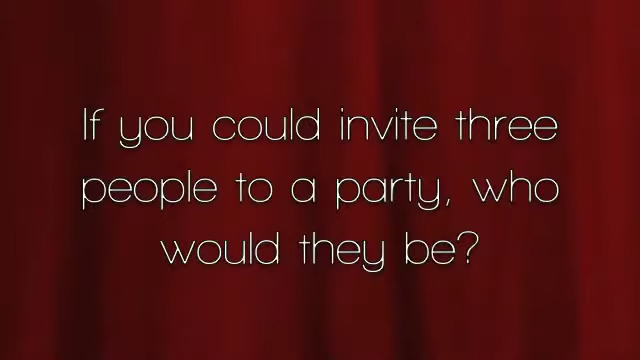 If you could invite three
people to a party, who
would they be?